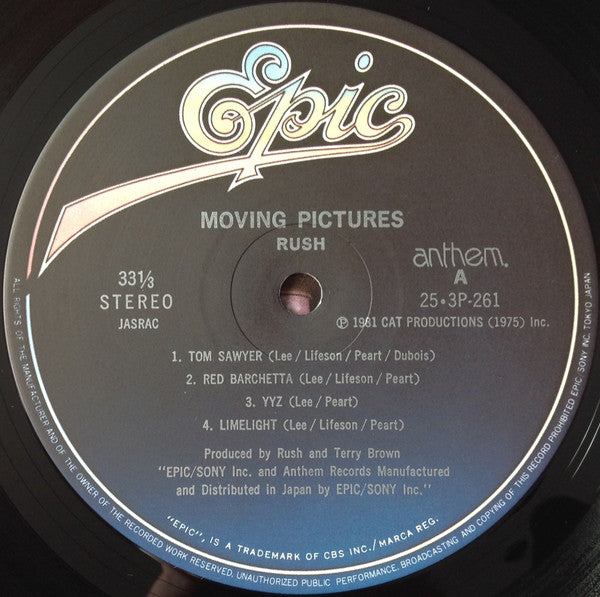 Epic
MOVING PICTURES
RUSH
anthem.
A
33⅓
STEREO
JASRAC
25・3P-261
℗ 1981 CAT PRODUCTIONS (1975) Inc.
1. TOM SAWYER (Lee / Lifeson / Peart / Dubois)
2. RED BARCHETTA (Lee / Lifeson / Peart)
3. YYZ (Lee / Peart)
4. LIMELIGHT (Lee / Lifeson / Peart)
Produced by Rush and Terry Brown
"EPIC/SONY Inc. and Anthem Records Manufactured
and Distributed in Japan by EPIC/SONY Inc."
"EPIC", IS A TRADEMARK OF CBS INC./MARCA REG.
ALL RIGHTS OF THE MANUFACTURER AND OF THE OWNER OF THE RECORDED WORK RESERVED. UNAUTHORIZED PUBLIC PERFORMANCE, BROADCASTING AND COPYING OF THIS RECORD PROHIBITED EPIC/SONY INC. TOKYO JAPAN